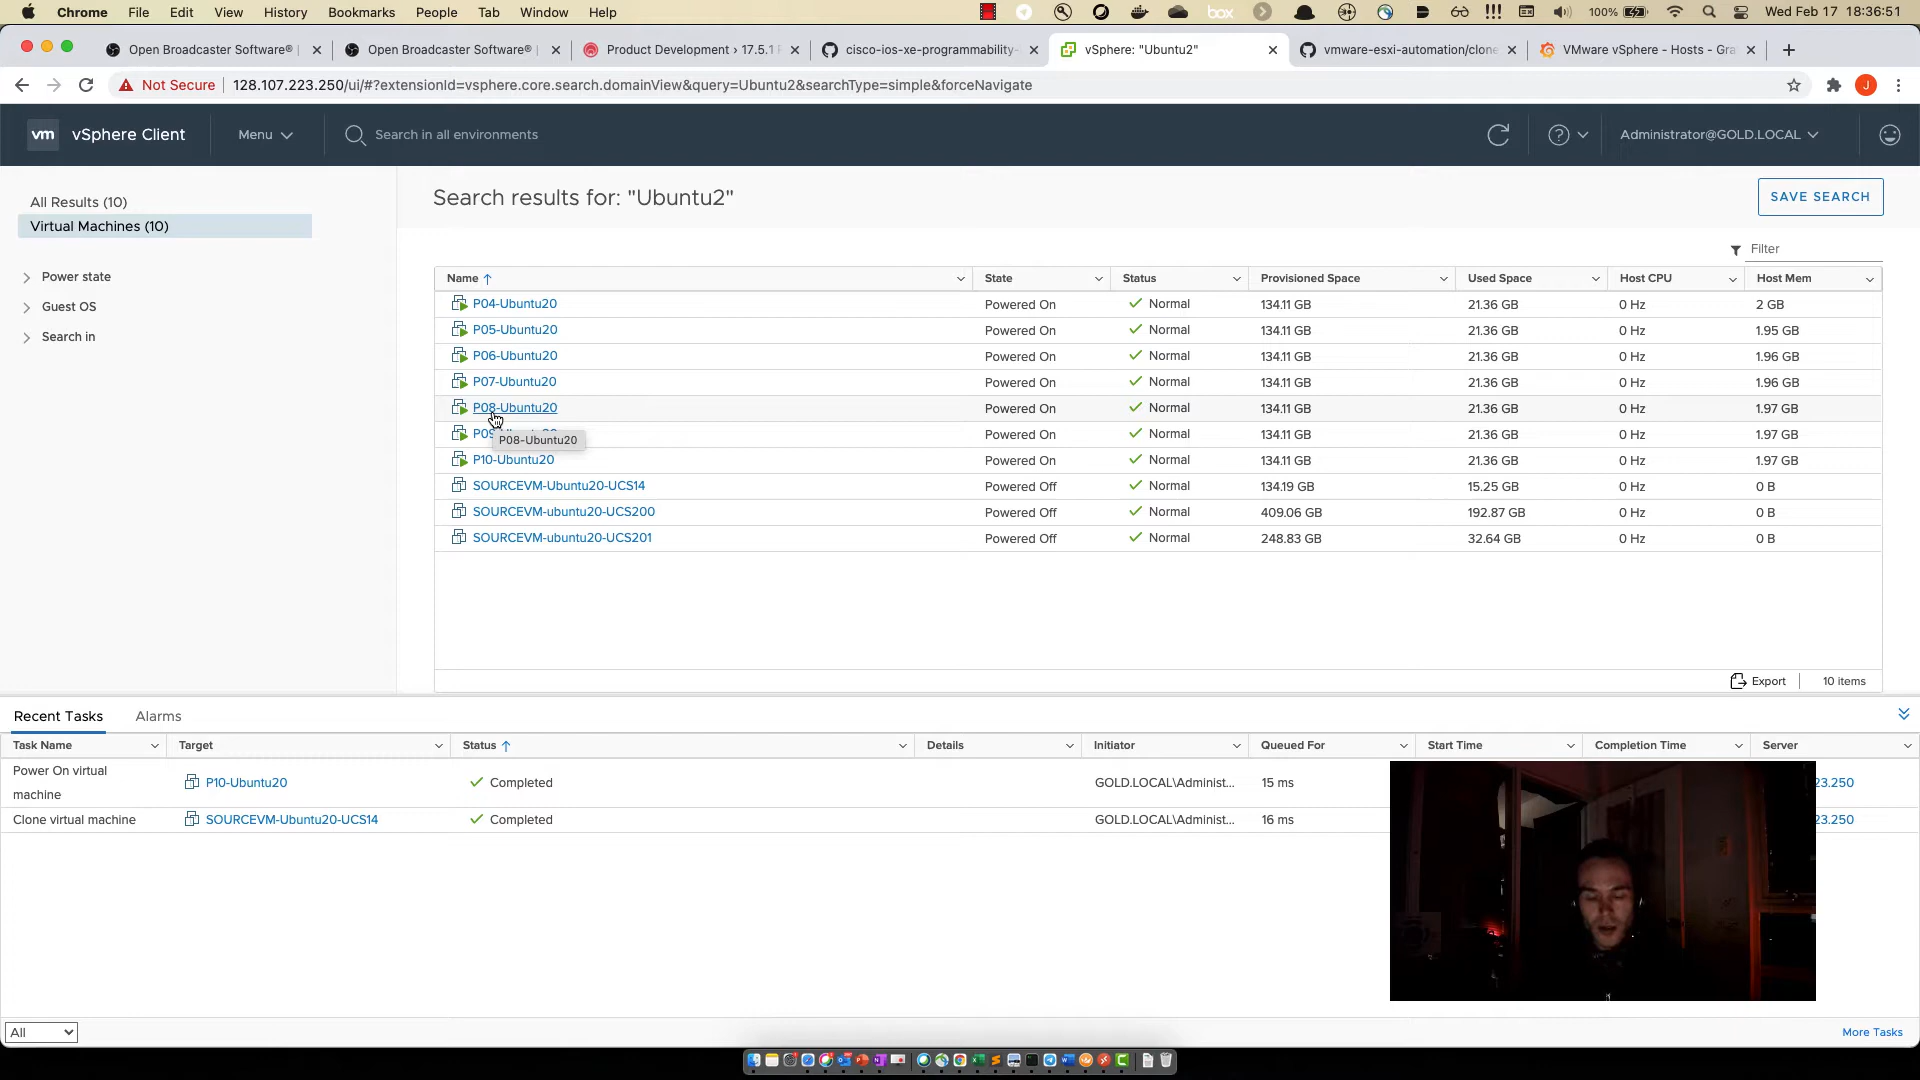 Chrome File Edit View History Bookmarks People Tab Window Help box 100% Wed Feb 17 18:36:51
Open Broadcaster Software® Open Broadcaster Software® Product Development › 17.5.1 P cisco-ios-xe-programmability- vSphere: "Ubuntu2" vmware-esxi-automation/clone VMware vSphere - Hosts - Gra
Not Secure 128.107.223.250/ui/#?extensionId=vsphere.core.search.domainView&query=Ubuntu2&searchType=simple&forceNavigate J
vm vSphere Client Menu Search in all environments Administrator@GOLD.LOCAL
All Results (10)
Virtual Machines (10)
Power state
Guest OS
Search in
Search results for: "Ubuntu2"
SAVE SEARCH
Filter
Name State Status Provisioned Space Used Space Host CPU Host Mem
P04-Ubuntu20 Powered On Normal 134.11 GB 21.36 GB 0 Hz 2 GB
P05-Ubuntu20 Powered On Normal 134.11 GB 21.36 GB 0 Hz 1.95 GB
P06-Ubuntu20 Powered On Normal 134.11 GB 21.36 GB 0 Hz 1.96 GB
P07-Ubuntu20 Powered On Normal 134.11 GB 21.36 GB 0 Hz 1.96 GB
P08-Ubuntu20 Powered On Normal 134.11 GB 21.36 GB 0 Hz 1.97 GB
P09 Powered On Normal 134.11 GB 21.36 GB 0 Hz 1.97 GB
P08-Ubuntu20
P10-Ubuntu20 Powered On Normal 134.11 GB 21.36 GB 0 Hz 1.97 GB
SOURCEVM-Ubuntu20-UCS14 Powered Off Normal 134.19 GB 15.25 GB 0 Hz 0 B
SOURCEVM-ubuntu20-UCS200 Powered Off Normal 409.06 GB 192.87 GB 0 Hz 0 B
SOURCEVM-ubuntu20-UCS201 Powered Off Normal 248.83 GB 32.64 GB 0 Hz 0 B
Export 10 items
Recent Tasks Alarms
Task Name Target Status Details Initiator Queued For Start Time Completion Time Server
Power On virtual
machine P10-Ubuntu20 Completed GOLD.LOCAL\Administ... 15 ms 23.250
Clone virtual machine SOURCEVM-Ubuntu20-UCS14 Completed GOLD.LOCAL\Administ... 16 ms 23.250
All More Tasks